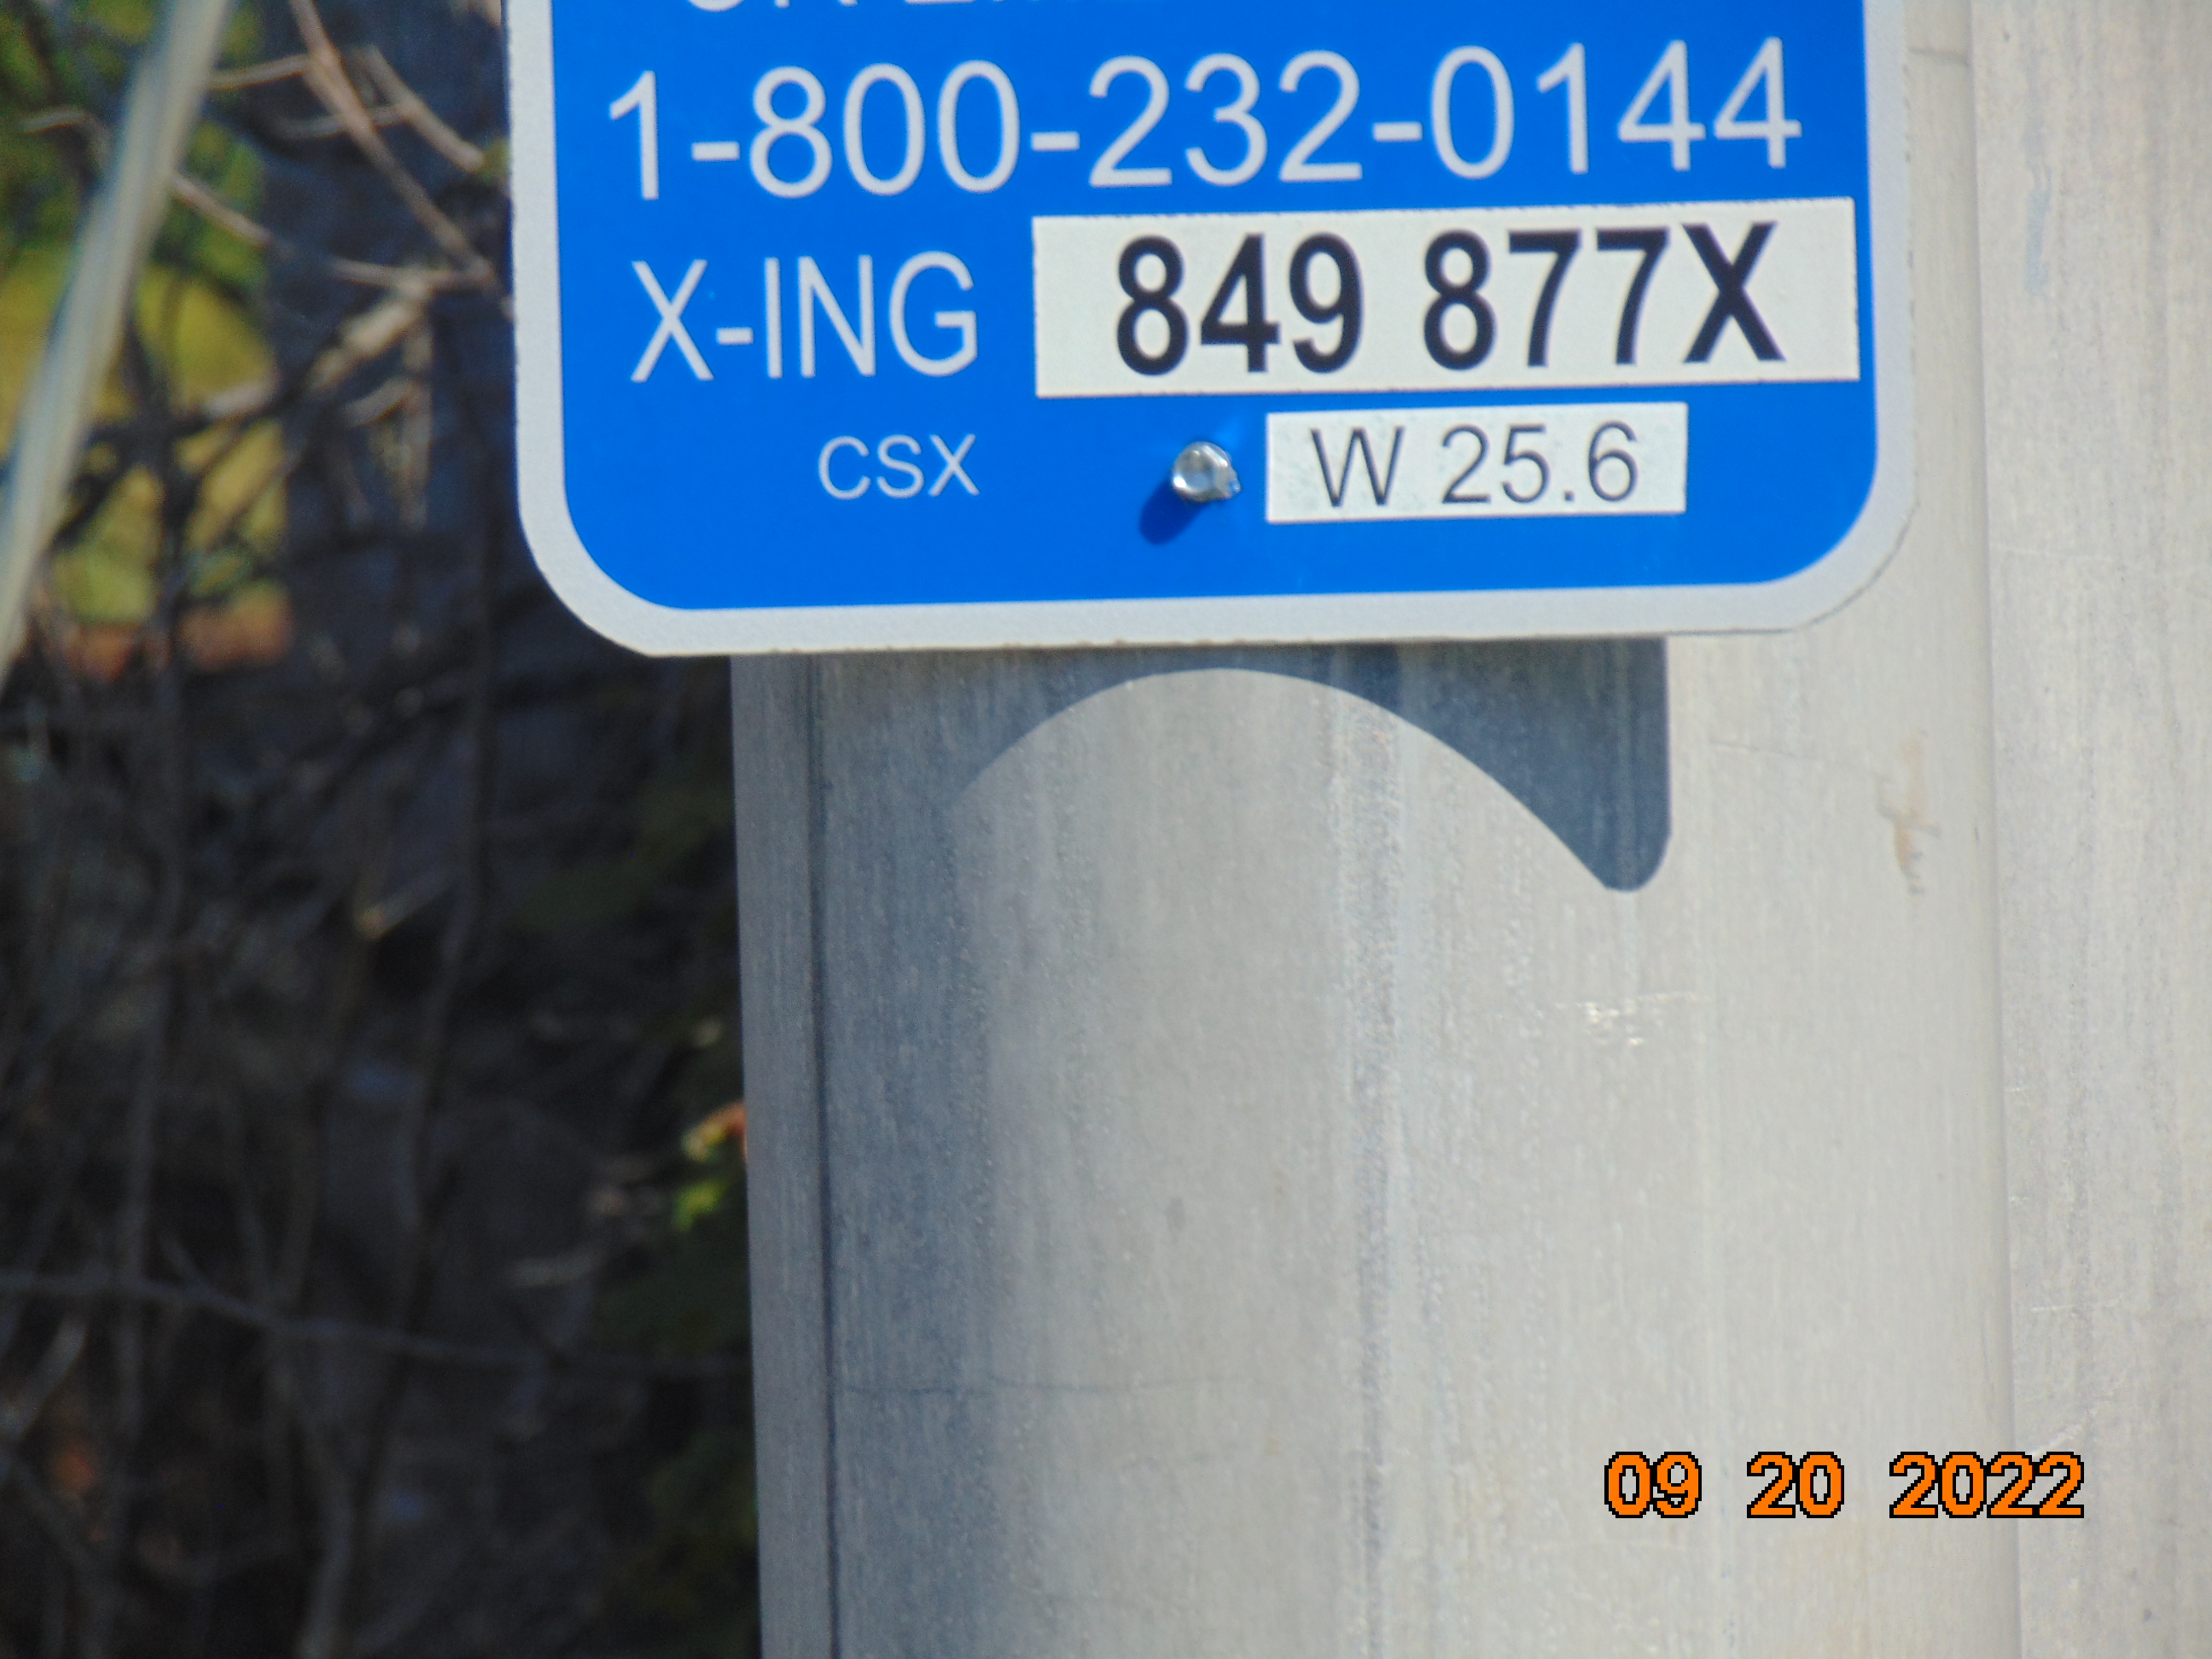 1-800-232-0144
X-ING 849 877X
CSX W 25.6
09 20 2022